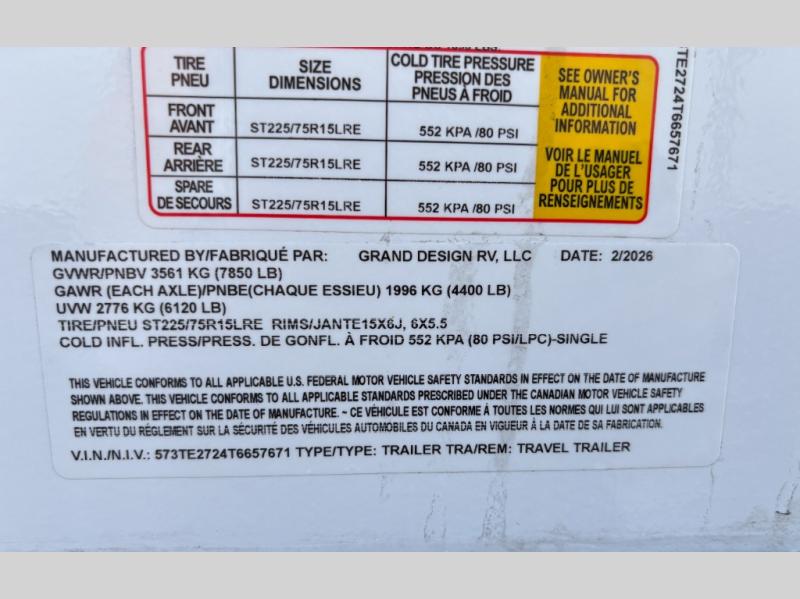 TIRE SIZE COLD TIRE PRESSURE
PNEU DIMENSIONS PRESSION DES
PNEUS À FROID
FRONT
AVANT ST225/75R15LRE 552 KPA /80 PSI
REAR
ARRIÈRE ST225/75R15LRE 552 KPA /80 PSI
SPARE
DE SECOURS ST225/75R15LRE 552 KPA /80 PSI
SEE OWNER'S
MANUAL FOR
ADDITIONAL
INFORMATION
VOIR LE MANUEL
DE L'USAGER
POUR PLUS DE
RENSEIGNEMENTS
TE2724T6657671
MANUFACTURED BY/FABRIQUÉ PAR: GRAND DESIGN RV, LLC DATE: 2/2026
GVWR/PNBV 3561 KG (7850 LB)
GAWR (EACH AXLE)/PNBE(CHAQUE ESSIEU) 1996 KG (4400 LB)
UVW 2776 KG (6120 LB)
TIRE/PNEU ST225/75R15LRE RIMS/JANTE15X6J, 6X5.5
COLD INFL. PRESS/PRESS. DE GONFL. À FROID 552 KPA (80 PSI/LPC)-SINGLE
THIS VEHICLE CONFORMS TO ALL APPLICABLE U.S. FEDERAL MOTOR VEHICLE SAFETY STANDARDS IN EFFECT ON THE DATE OF MANUFACTURE
SHOWN ABOVE. THIS VEHICLE CONFORMS TO ALL APPLICABLE STANDARDS PRESCRIBED UNDER THE CANADIAN MOTOR VEHICLE SAFETY
REGULATIONS IN EFFECT ON THE DATE OF MANUFACTURE. ~ CE VÉHICULE EST CONFORME À TOUTES LES NORMES QUI LUI SONT APPLICABLES
EN VERTU DU RÉGLEMENT SUR LA SÉCURITÉ DES VÉHICULES AUTOMOBILES DU CANADA EN VIGUEUR À LA DATE DE SA FABRICATION.
V.I.N./N.I.V.: 573TE2724T6657671 TYPE/TYPE: TRAILER TRA/REM: TRAVEL TRAILER